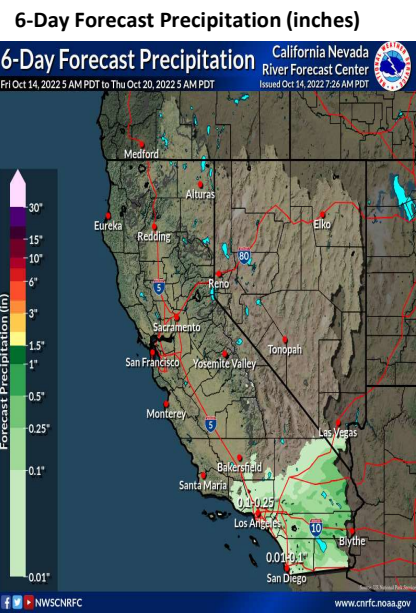 6-Day Forecast Precipitation (inches)
6-Day Forecast Precipitation
California Nevada
River Forecast Center
Fri Oct 14, 2022 5 AM PDT to Thu Oct 20, 2022 5 AM PDT
Issued Oct 14, 2022 7:26 AM PDT
Medford
Alturas
Eureka
Redding
Elko
80
Reno
5
Sacramento
San Francisco
Yosemite Valley
Tonopah
Monterey
5
Las Vegas
Bakersfield
Santa Maria
0.1-0.25"
Los Angeles
10
Blythe
0.01-0.1"
San Diego
Forecast Precipitation (in)
30"
15"
10"
6"
3"
1.5"
1"
0.5"
0.25"
0.1"
0.01"
NWSCNRFC
www.cnrfc.noaa.gov